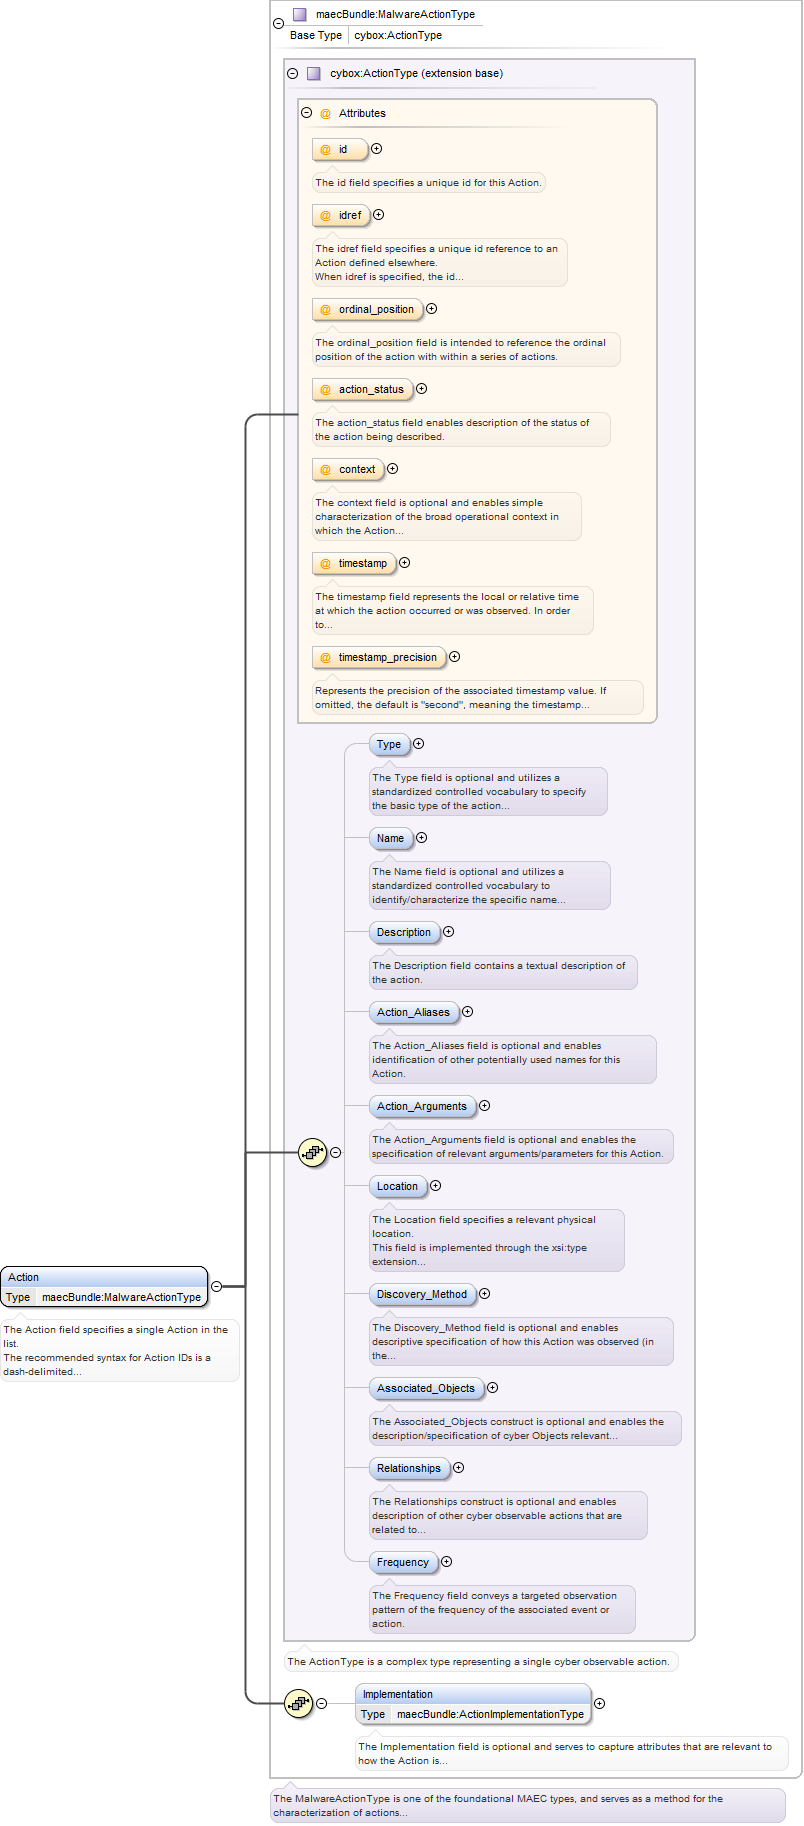 maecBundle:MalwareActionType
Base Type cybox:ActionType
cybox:ActionType (extension base)
@ Attributes
@ id
The id field specifies a unique id for this Action.
@ idref
The idref field specifies a unique id reference to an
Action defined elsewhere.
When idref is specified, the id...
@ ordinal_position
The ordinal_position field is intended to reference the ordinal
position of the action with within a series of actions.
@ action_status
The action_status field enables description of the status of
the action being described.
@ context
The context field is optional and enables simple
characterization of the broad operational context in
which the Action...
@ timestamp
The timestamp field represents the local or relative time
at which the action occurred or was observed. In order
to...
@ timestamp_precision
Represents the precision of the associated timestamp value. If
omitted, the default is "second", meaning the timestamp...
Type
The Type field is optional and utilizes a
standardized controlled vocabulary to specify
the basic type of the action...
Name
The Name field is optional and utilizes a
standardized controlled vocabulary to
identify/characterize the specific name...
Description
The Description field contains a textual description of
the action.
Action_Aliases
The Action_Aliases field is optional and enables
identification of other potentially used names for this
Action.
Action_Arguments
The Action_Arguments field is optional and enables the
specification of relevant arguments/parameters for this Action.
Location
The Location field specifies a relevant physical
location.
This field is implemented through the xsi:type
extension...
Discovery_Method
The Discovery_Method field is optional and enables
descriptive specification of how this Action was observed (in
the...
Associated_Objects
The Associated_Objects construct is optional and enables the
description/specification of cyber Objects relevant...
Relationships
The Relationships construct is optional and enables
description of other cyber observable actions that are
related to...
Frequency
The Frequency field conveys a targeted observation
pattern of the frequency of the associated event or
action.
The ActionType is a complex type representing a single cyber observable action.
Action
Type maecBundle:MalwareActionType
The Action field specifies a single Action in the
list.
The recommended syntax for Action IDs is a
dash-delimited...
Implementation
Type maecBundle:ActionImplementationType
The Implementation field is optional and serves to capture attributes that are relevant to
how the Action is...
The MalwareActionType is one of the foundational MAEC types, and serves as a method for the
characterization of actions...